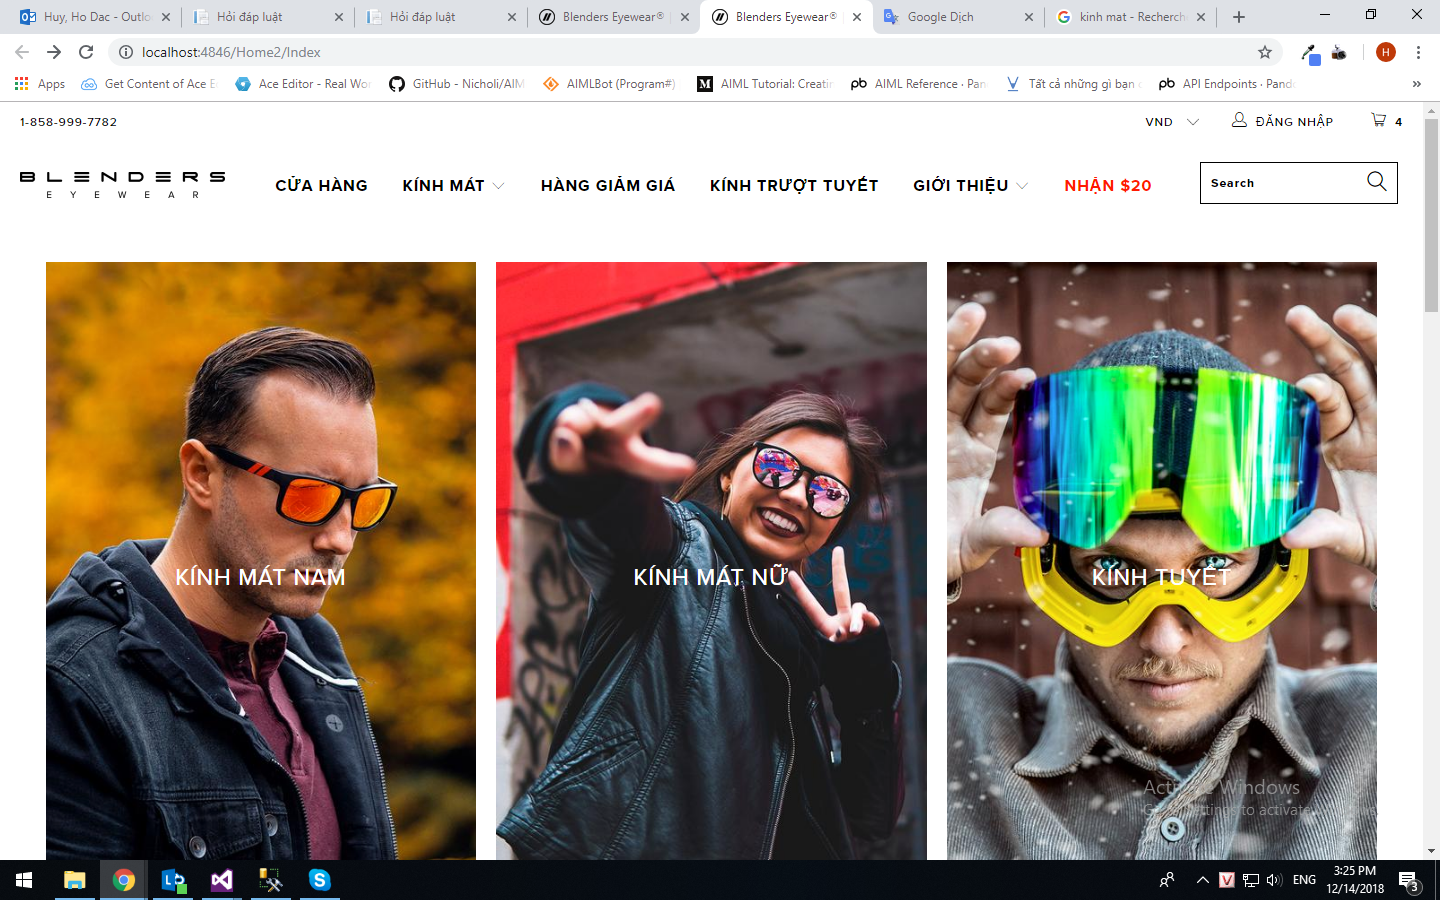 Huy, Ho Dac - Outlo
Hỏi đáp luật
Hỏi đáp luật
Blenders Eyewear® |
Blenders Eyewear® |
Google Dịch
kinh mat - Recherch
localhost:4846/Home2/Index
H
Apps
Get Content of Ace E
Ace Editor - Real Wor
GitHub - Nicholi/AIM
AIMLBot (Program#)
AIML Tutorial: Creatin
AIML Reference · Pan
Tất cả những gì bạn c
API Endpoints · Pando
1-858-999-7782
VND
ĐĂNG NHẬP
4
BLENDERS
EYEWEAR
CỬA HÀNG
KÍNH MÁT
HÀNG GIẢM GIÁ
KÍNH TRƯỢT TUYẾT
GIỚI THIỆU
NHẬN $20
Search
KÍNH MÁT NAM
KÍNH MÁT NỮ
KÍNH TUYẾT
Activate Windows
Go to Settings to activate
ENG
3:25 PM
12/14/2018
3